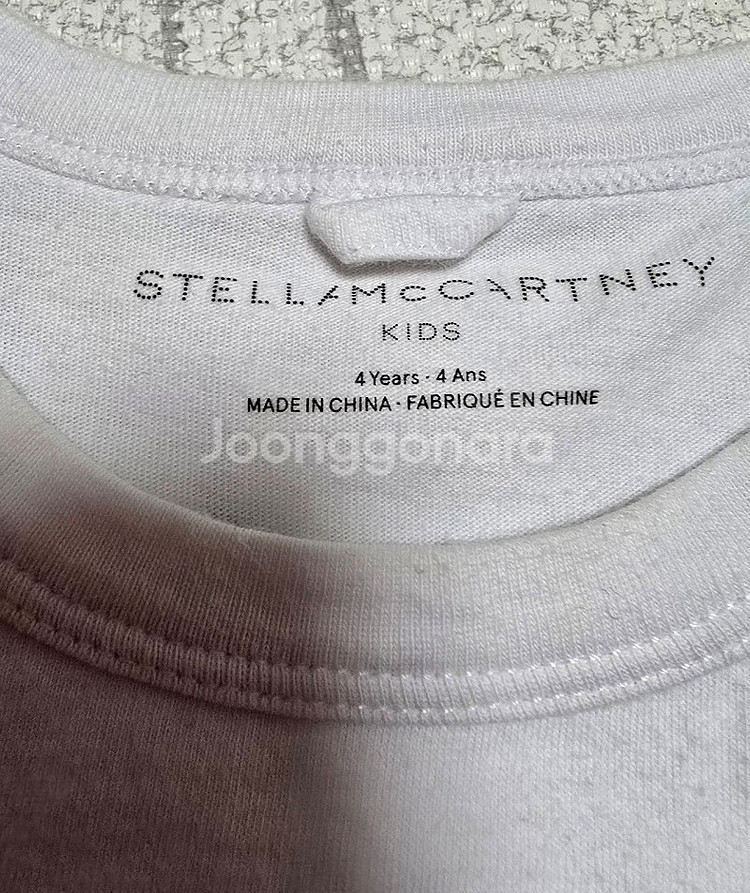 STELLAMcCARTNEY
KIDS
4 Years · 4 Ans
MADE IN CHINA · FABRIQUÉ EN CHINE
Joonggonara